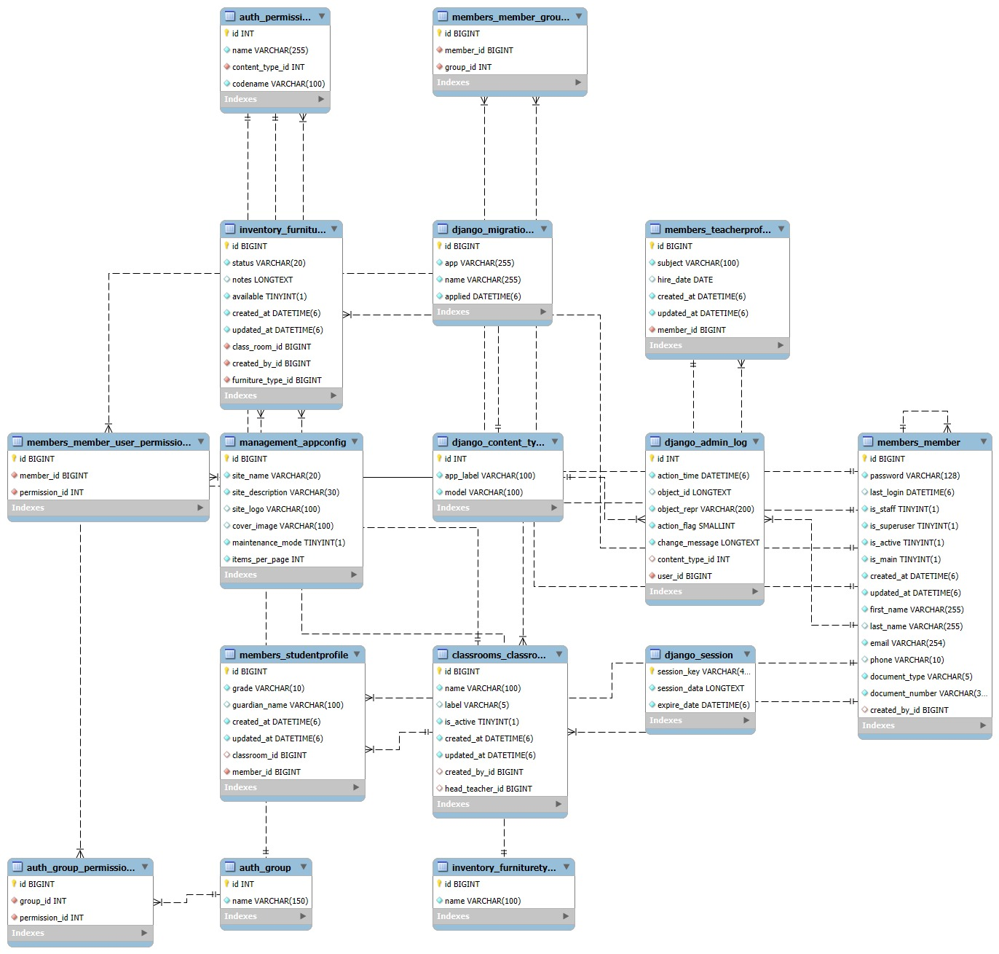 auth_permissi...
id INT
name VARCHAR(255)
content_type_id INT
codename VARCHAR(100)
Indexes
members_member_grou...
id BIGINT
member_id BIGINT
group_id INT
Indexes
inventory_furnitu...
id BIGINT
status VARCHAR(20)
notes LONGTEXT
available TINYINT(1)
created_at DATETIME(6)
updated_at DATETIME(6)
class_room_id BIGINT
created_by_id BIGINT
furniture_type_id BIGINT
Indexes
django_migratio...
id BIGINT
app VARCHAR(255)
name VARCHAR(255)
applied DATETIME(6)
Indexes
members_teacherprof...
id BIGINT
subject VARCHAR(100)
hire_date DATE
created_at DATETIME(6)
updated_at DATETIME(6)
member_id BIGINT
Indexes
members_member_user_permissio...
id BIGINT
member_id BIGINT
permission_id INT
Indexes
management_appconfig
id BIGINT
site_name VARCHAR(20)
site_description VARCHAR(30)
site_logo VARCHAR(100)
cover_image VARCHAR(100)
maintenance_mode TINYINT(1)
items_per_page INT
Indexes
django_content_ty...
id INT
app_label VARCHAR(100)
model VARCHAR(100)
Indexes
django_admin_log
id INT
action_time DATETIME(6)
object_id LONGTEXT
object_repr VARCHAR(200)
action_flag SMALLINT
change_message LONGTEXT
content_type_id INT
user_id BIGINT
Indexes
members_member
id BIGINT
password VARCHAR(128)
last_login DATETIME(6)
is_staff TINYINT(1)
is_superuser TINYINT(1)
is_active TINYINT(1)
is_main TINYINT(1)
created_at DATETIME(6)
updated_at DATETIME(6)
first_name VARCHAR(255)
last_name VARCHAR(255)
email VARCHAR(254)
phone VARCHAR(10)
document_type VARCHAR(5)
document_number VARCHAR(3...
created_by_id BIGINT
Indexes
members_studentprofile
id BIGINT
grade VARCHAR(10)
guardian_name VARCHAR(100)
created_at DATETIME(6)
updated_at DATETIME(6)
classroom_id BIGINT
member_id BIGINT
Indexes
classrooms_classro...
id BIGINT
name VARCHAR(100)
label VARCHAR(5)
is_active TINYINT(1)
created_at DATETIME(6)
updated_at DATETIME(6)
created_by_id BIGINT
head_teacher_id BIGINT
Indexes
django_session
session_key VARCHAR(4...
session_data LONGTEXT
expire_date DATETIME(6)
Indexes
auth_group_permissio...
id BIGINT
group_id INT
permission_id INT
Indexes
auth_group
id INT
name VARCHAR(150)
Indexes
inventory_furniturety...
id BIGINT
name VARCHAR(100)
Indexes